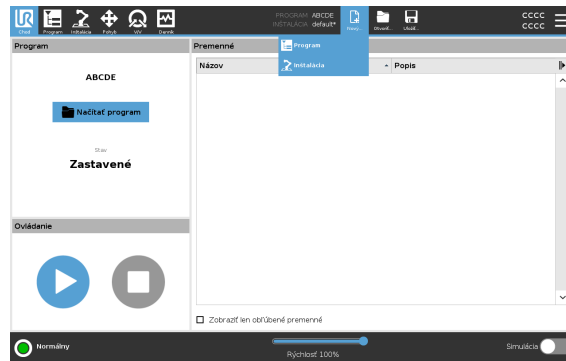 UR
Chod
Program
Inštalácia
Pohyb
V/V
Denník
PROGRAM ABCDE
INŠTALÁCIA default*
Nový...
Otvoriť...
Uložiť...
CCCC
CCCC
Program
Inštalácia
Program
ABCDE
Načítať program
Stav
Zastavené
Ovládanie
Premenné
Názov
Popis
Zobraziť len obľúbené premenné
Normálny
Rýchlosť 100%
Simulácia